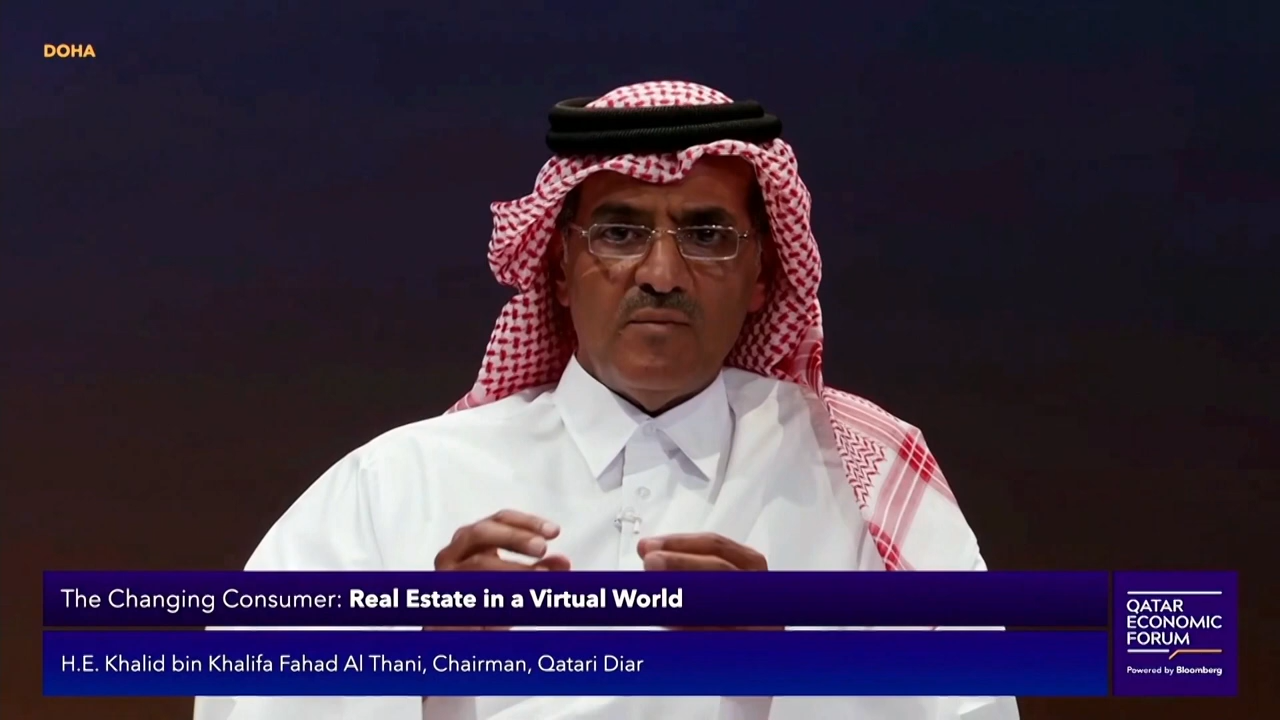 DOHA
The Changing Consumer: Real Estate in a Virtual World
H.E. Khalid bin Khalifa Fahad Al Thani, Chairman, Qatari Diar
QATAR
ECONOMIC
FORUM
Powered by Bloomberg